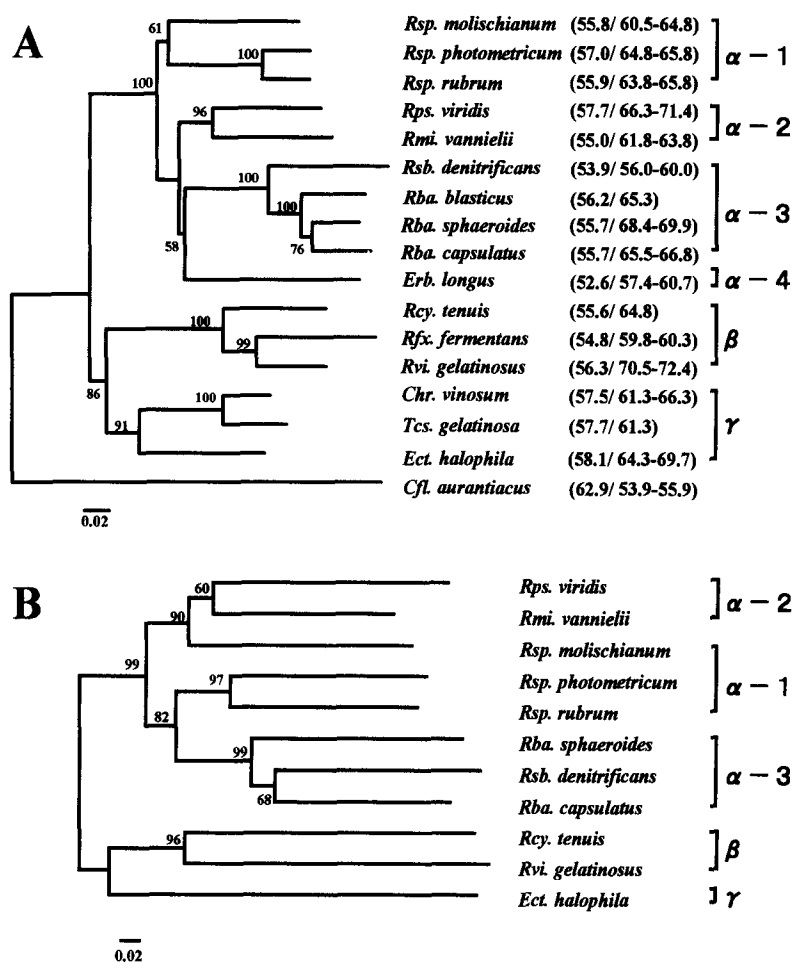 A
61
100
100
96
100
100
76
58
100
99
86
100
91
Rsp. molischianum (55.8/ 60.5-64.8)
Rsp. photometricum (57.0/ 64.8-65.8)
Rsp. rubrum (55.9/ 63.8-65.8)
α－1
Rps. viridis (57.7/ 66.3-71.4)
Rmi. vannielii (55.0/ 61.8-63.8)
α－2
Rsb. denitrificans (53.9/ 56.0-60.0)
Rba. blasticus (56.2/ 65.3)
Rba. sphaeroides (55.7/ 68.4-69.9)
Rba. capsulatus (55.7/ 65.5-66.8)
α－3
Erb. longus (52.6/ 57.4-60.7)
α－4
Rcy. tenuis (55.6/ 64.8)
Rfx. fermentans (54.8/ 59.8-60.3)
Rvi. gelatinosus (56.3/ 70.5-72.4)
β
Chr. vinosum (57.5/ 61.3-66.3)
Tcs. gelatinosa (57.7/ 61.3)
Ect. halophila (58.1/ 64.3-69.7)
γ
Cfl. aurantiacus (62.9/ 53.9-55.9)
0.02
B
60
90
99
97
82
99
68
96
Rps. viridis
Rmi. vannielii
α－2
Rsp. molischianum
Rsp. photometricum
Rsp. rubrum
α－1
Rba. sphaeroides
Rsb. denitrificans
Rba. capsulatus
α－3
Rcy. tenuis
Rvi. gelatinosus
β
Ect. halophila
γ
0.02